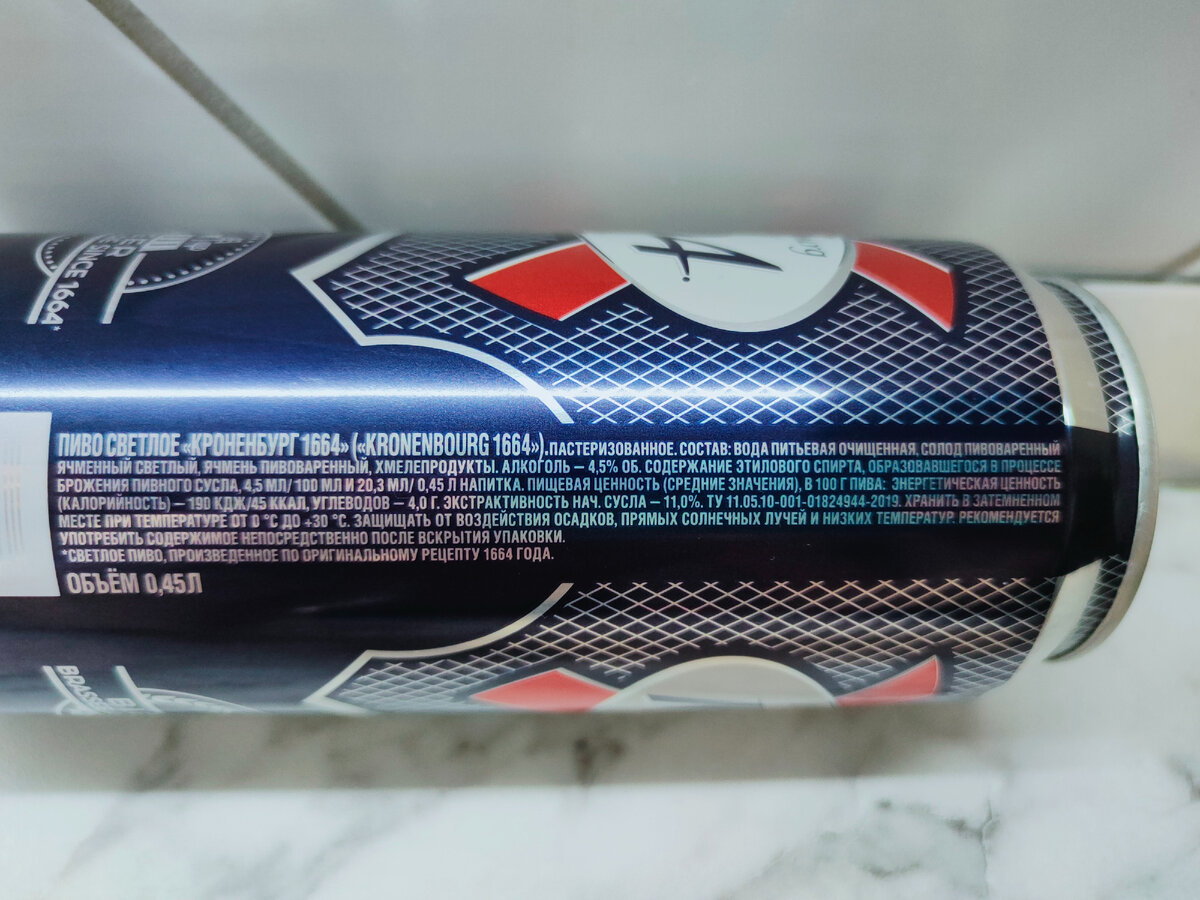 SINCE 1664*
4
ПИВО СВЕТЛОЕ «КРОНЕНБУРГ 1664» («KRONENBOURG 1664»). ПАСТЕРИЗОВАННОЕ. СОСТАВ: ВОДА ПИТЬЕВАЯ ОЧИЩЕННАЯ, СОЛОД ПИВОВАРЕННЫЙ
ЯЧМЕННЫЙ СВЕТЛЫЙ, ЯЧМЕНЬ ПИВОВАРЕННЫЙ, ХМЕЛЕПРОДУКТЫ. АЛКОГОЛЬ – 4,5% ОБ. СОДЕРЖАНИЕ ЭТИЛОВОГО СПИРТА, ОБРАЗОВАВШЕГОСЯ В ПРОЦЕССЕ
БРОЖЕНИЯ ПИВНОГО СУСЛА, 4,5 МЛ/ 100 МЛ И 20,3 МЛ/ 0,45 Л НАПИТКА. ПИЩЕВАЯ ЦЕННОСТЬ (СРЕДНИЕ ЗНАЧЕНИЯ), В 100 Г ПИВА: ЭНЕРГЕТИЧЕСКАЯ ЦЕННОСТЬ
(КАЛОРИЙНОСТЬ) – 190 КДЖ/45 ККАЛ, УГЛЕВОДОВ – 4,0 Г. ЭКСТРАКТИВНОСТЬ НАЧ. СУСЛА – 11,0%. ТУ 11.05.10-001-01824944-2019. ХРАНИТЬ В ЗАТЕМНЕННОМ
МЕСТЕ ПРИ ТЕМПЕРАТУРЕ ОТ 0 °C ДО +30 °C. ЗАЩИЩАТЬ ОТ ВОЗДЕЙСТВИЯ ОСАДКОВ, ПРЯМЫХ СОЛНЕЧНЫХ ЛУЧЕЙ И НИЗКИХ ТЕМПЕРАТУР. РЕКОМЕНДУЕТСЯ
УПОТРЕБИТЬ СОДЕРЖИМОЕ НЕПОСРЕДСТВЕННО ПОСЛЕ ВСКРЫТИЯ УПАКОВКИ.
*СВЕТЛОЕ ПИВО, ПРОИЗВЕДЕННОЕ ПО ОРИГИНАЛЬНОМУ РЕЦЕПТУ 1664 ГОДА.
ОБЪЁМ 0,45 Л